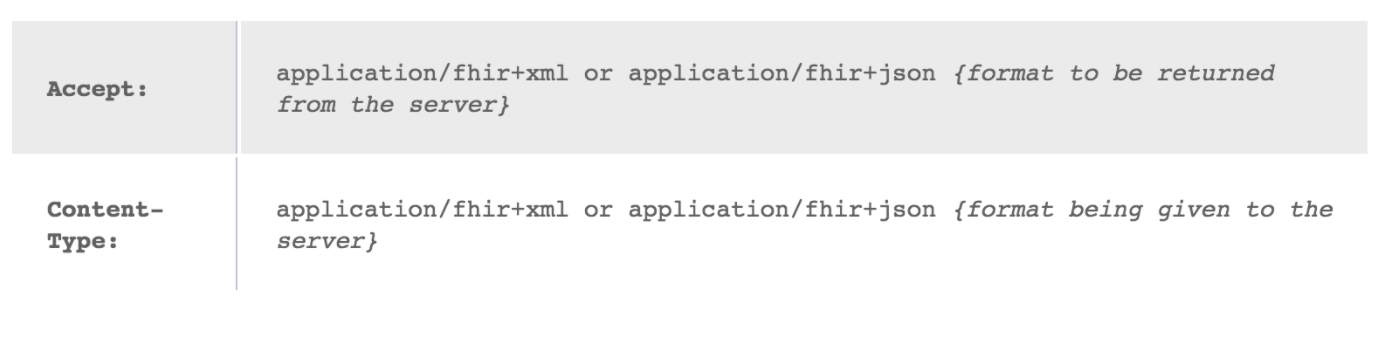 Accept:
application/fhir+xml or application/fhir+json {format to be returned
from the server}
Content-
Type:
application/fhir+xml or application/fhir+json {format being given to the
server}